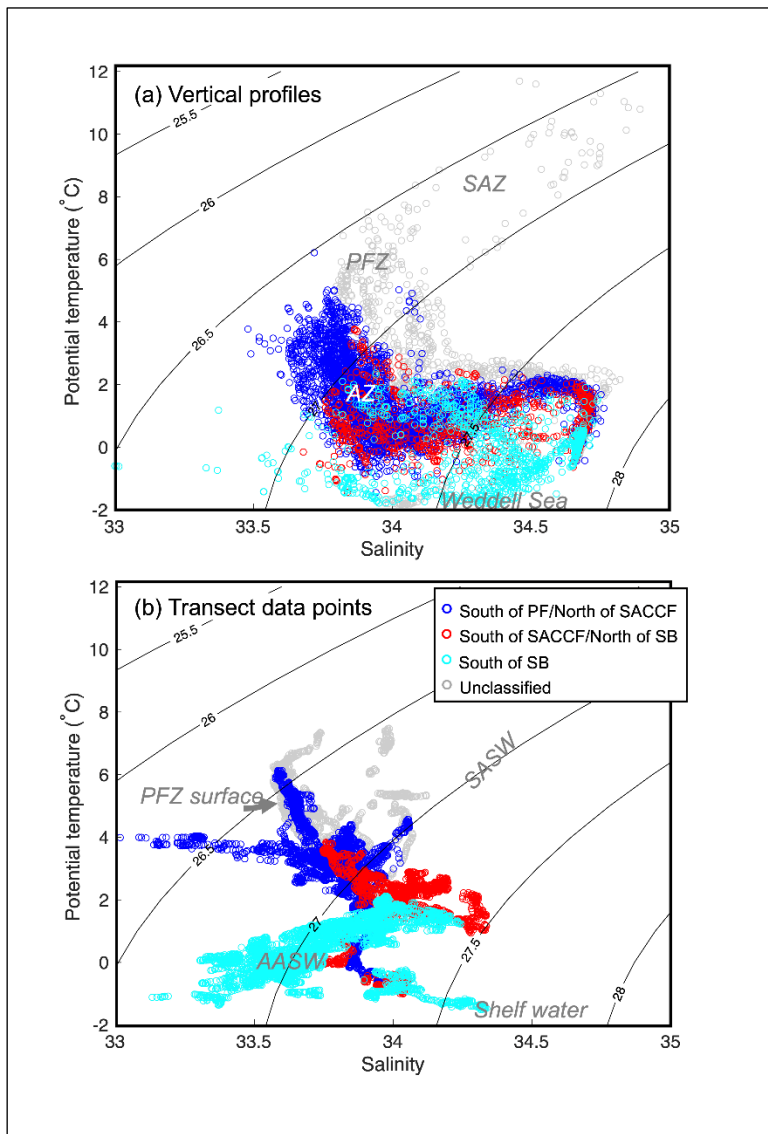 (a) Vertical profiles
12
10
8
6
4
2
0
-2
Potential temperature (°C)
25.5
26
26.5
27
27.5
28
SAZ
PFZ
AZ
Weddell Sea
33
33.5
34
34.5
35
Salinity
(b) Transect data points
South of PF/North of SACCF
South of SACCF/North of SB
South of SB
Unclassified
12
10
8
6
4
2
0
-2
Potential temperature (°C)
25.5
26
26.5
27
27.5
28
SASW
PFZ surface
AASW
Shelf water
33
33.5
34
34.5
35
Salinity